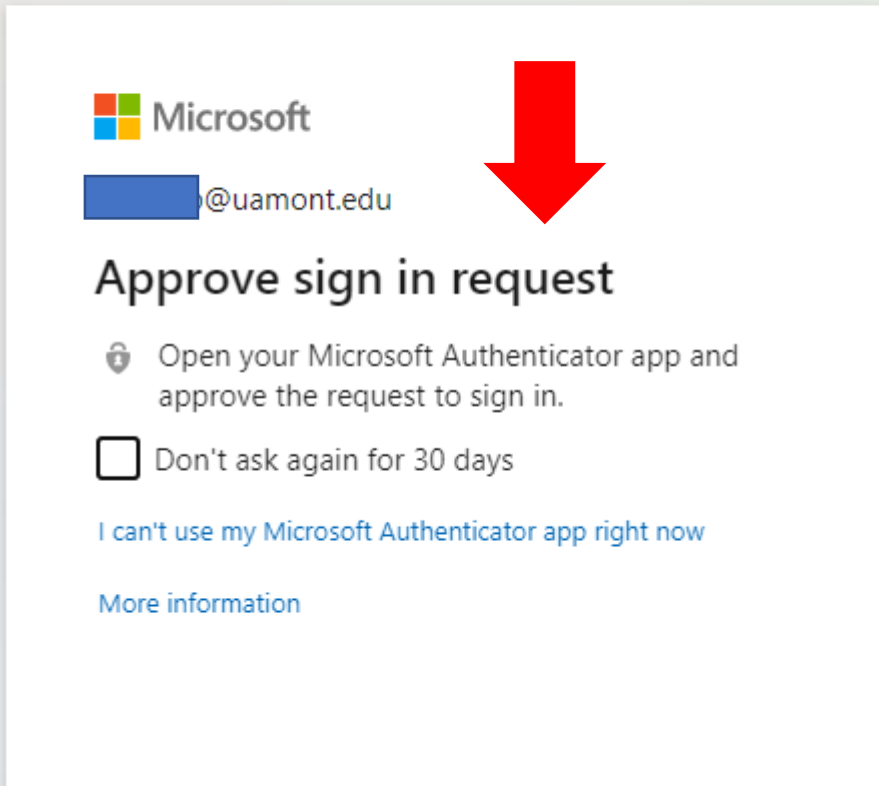 Microsoft
@uamont.edu
Approve sign in request
Open your Microsoft Authenticator app and
approve the request to sign in.
Don't ask again for 30 days
I can't use my Microsoft Authenticator app right now
More information